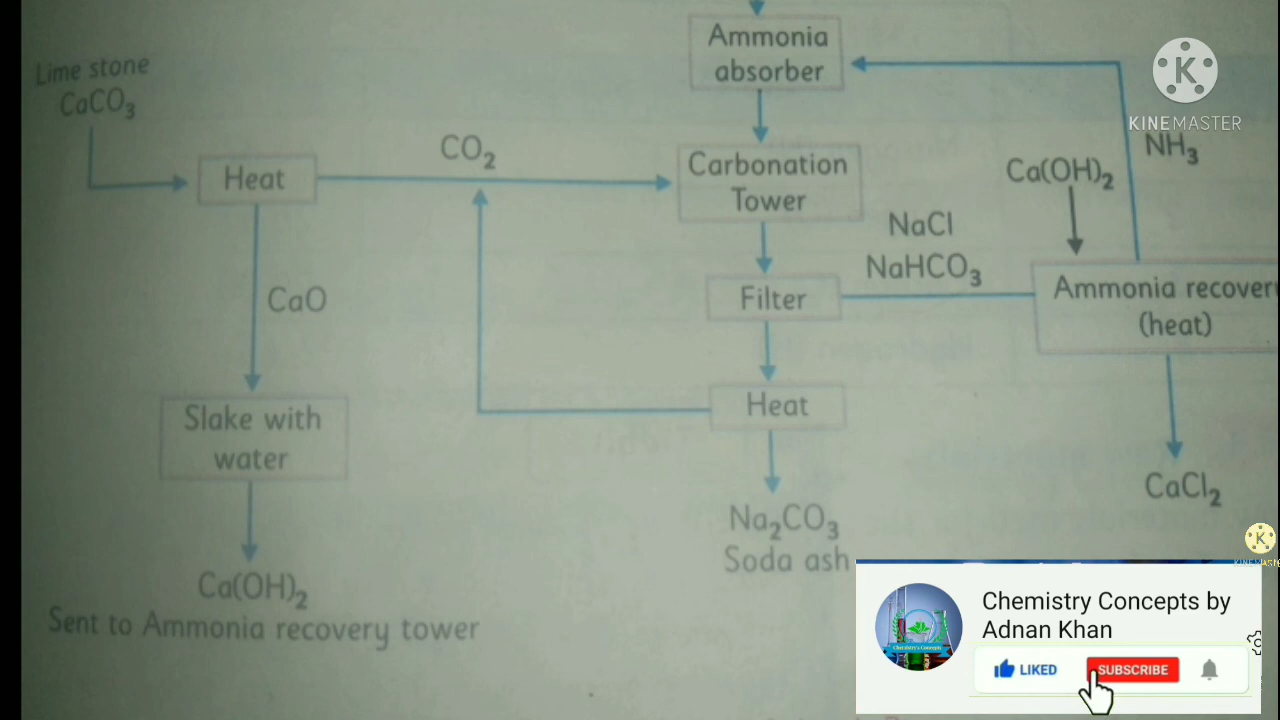 Ammonia
absorber
Lime stone
CaCO₃
KINEMASTER
NH₃
CO₂
Heat
Carbonation
Tower
Ca(OH)₂
NaCl
NaHCO₃
CaO
Filter
Ammonia recovery
(heat)
Heat
Slake with
water
CaCl₂
Na₂CO₃
Soda ash
Ca(OH)₂
Sent to Ammonia recovery tower
Chemistry Concepts by
Adnan Khan
LIKED
SUBSCRIBE